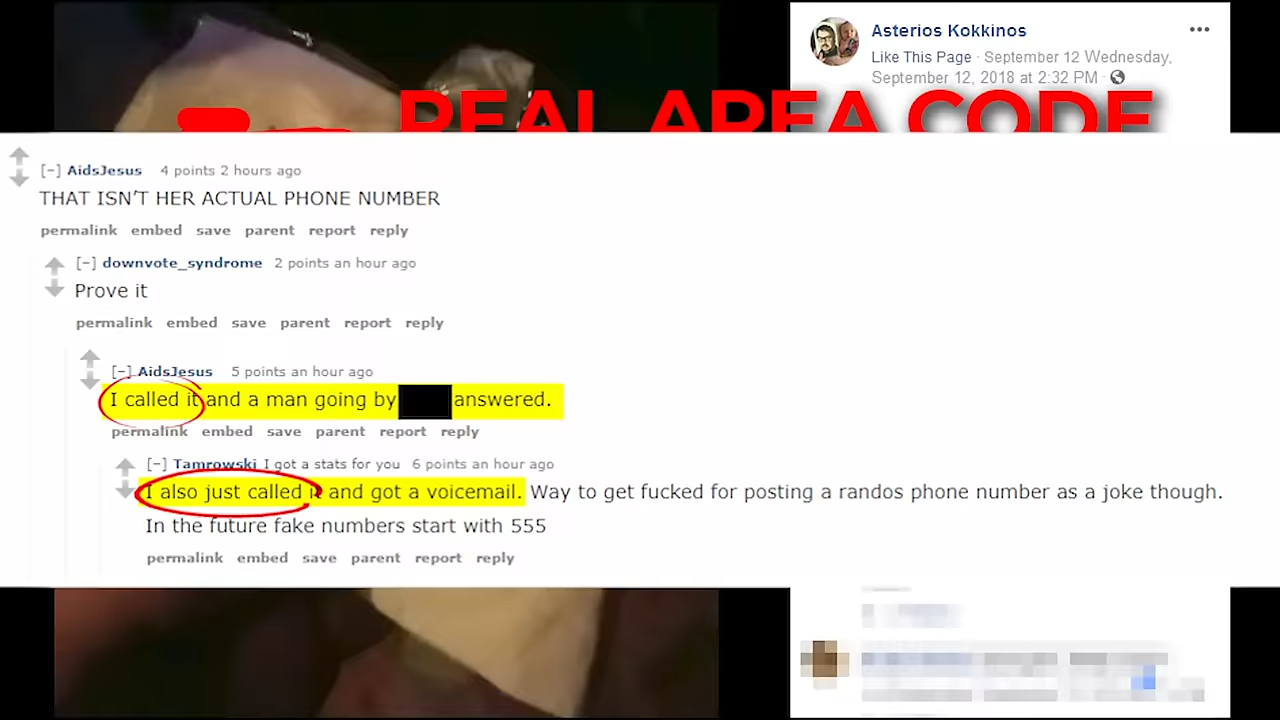 Asterios Kokkinos
Like This Page · September 12 Wednesday,
September 12, 2018 at 2:32 PM ·
REAL AREA CODE
[–] AidsJesus 4 points 2 hours ago
THAT ISN'T HER ACTUAL PHONE NUMBER
permalink embed save parent report reply
[–] downvote_syndrome 2 points an hour ago
Prove it
permalink embed save parent report reply
[–] AidsJesus 5 points an hour ago
I called it and a man going by answered.
permalink embed save parent report reply
[–] Tamrowski I got a stats for you 6 points an hour ago
I also just called it and got a voicemail. Way to get fucked for posting a randos phone number as a joke though.
In the future fake numbers start with 555
permalink embed save parent report reply